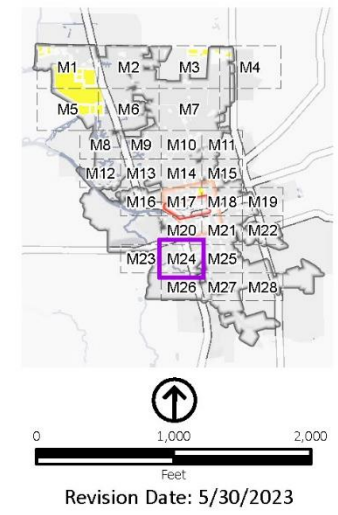 M1 M2 M3 M4
M5 M6 M7
M8 M9 M10 M11
M12 M13 M14 M15
M16 M17 M18 M19
M20 M21 M22
M23 M24 M25
M26 M27 M28
0 1,000 2,000
Feet
Revision Date: 5/30/2023